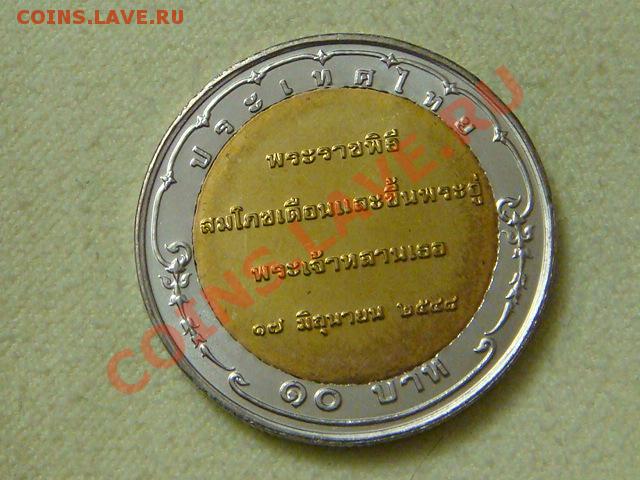 COINS.LAVE.RU
ประเทศไทย
พระราชพิธี
สมโภชเดือนและขึ้นพระอู่
พระเจ้าหลานเธอ
๑๗ มิถุนายน ๒๕๔๘
๑๐ บาท
COINS.LAVE.RU
COINS.LAVE.RU